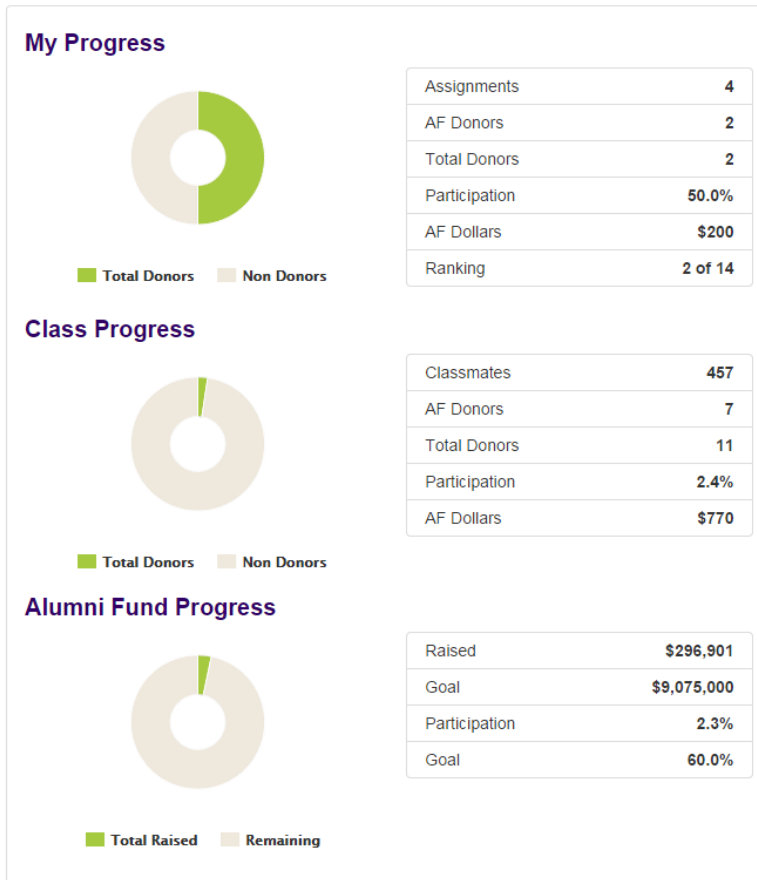 My Progress
Assignments 4
AF Donors 2
Total Donors 2
Participation 50.0%
AF Dollars $200
Ranking 2 of 14
Total Donors Non Donors
Class Progress
Classmates 457
AF Donors 7
Total Donors 11
Participation 2.4%
AF Dollars $770
Total Donors Non Donors
Alumni Fund Progress
Raised $296,901
Goal $9,075,000
Participation 2.3%
Goal 60.0%
Total Raised Remaining